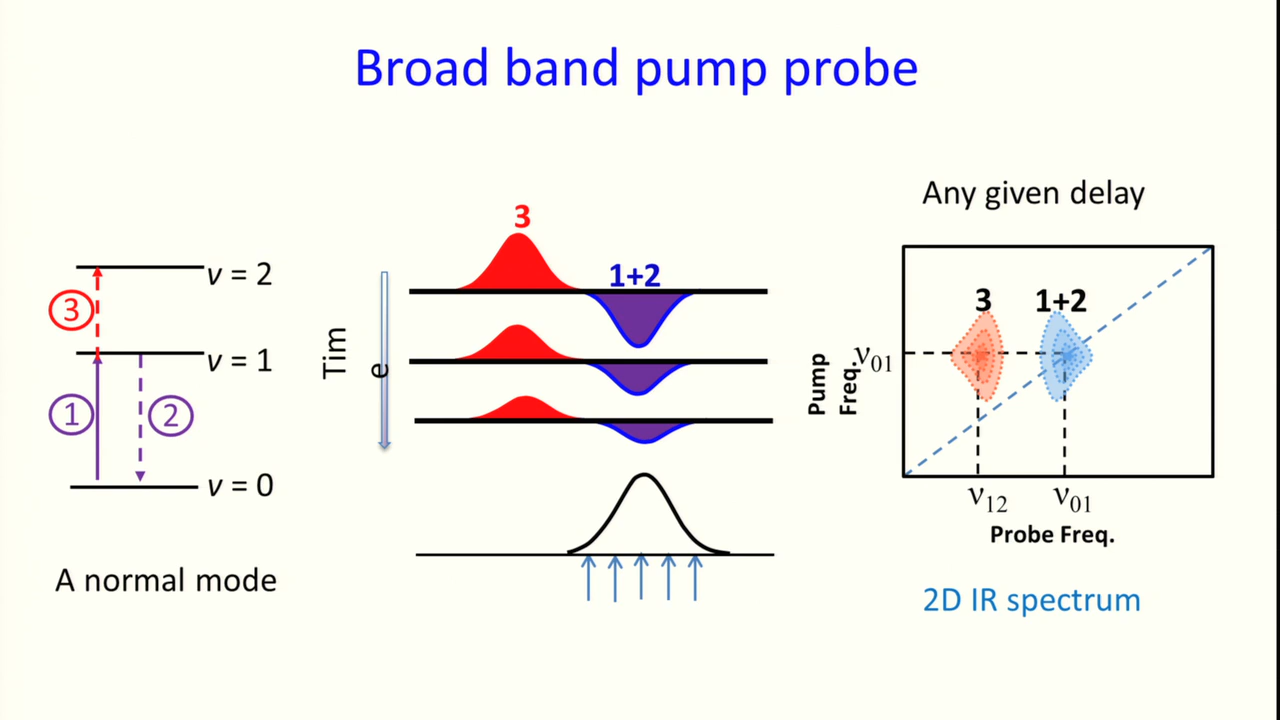 Broad band pump probe
3
v = 2
1
v = 1
2
v = 0
A normal mode
Tim
e
3
1+2
Any given delay
3
1+2
Pump
Freq.
ν01
ν12
ν01
Probe Freq.
2D IR spectrum